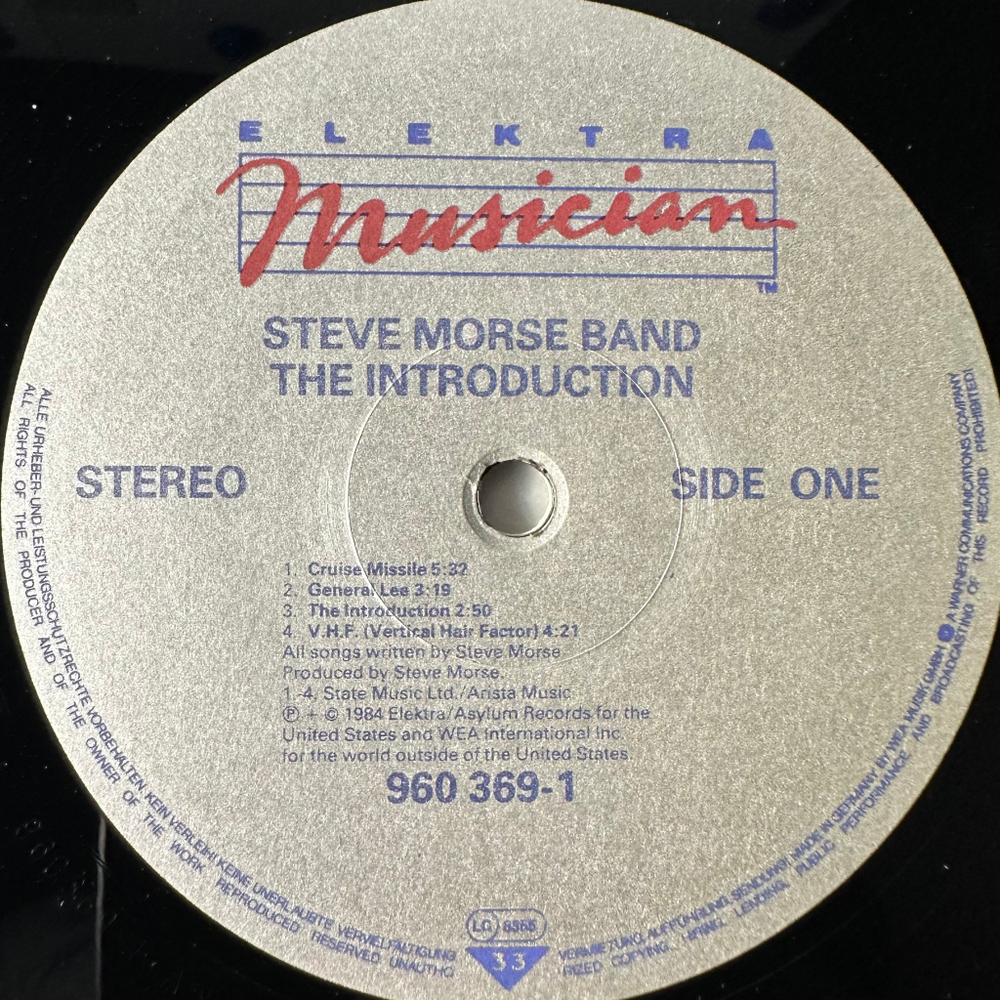 ELEKTRA
Musician
TM
STEVE MORSE BAND
THE INTRODUCTION
STEREO
SIDE ONE
1. Cruise Missile 5:32
2. General Lee 3:19
3. The Introduction 2:50
4. V.H.F. (Vertical Hair Factor) 4:21
All songs written by Steve Morse
Produced by Steve Morse.
1.-4. State Music Ltd./Arista Music
℗ + © 1984 Elektra/Asylum Records for the
United States and WEA International Inc.
for the world outside of the United States.
960 369-1
LC
33
ALLE URHEBER- UND LEISTUNGSSCHUTZRECHTE VORBEHALTEN. KEIN VERLEIH! KEINE UNERLAUBTE VERVIELFÄLTIGUNG, VERMIETUNG, AUFFÜHRUNG, SENDUNG! MADE IN GERMANY BY WEA MUSIK GMBH A WARNER COMMUNICATIONS COMPANY
ALL RIGHTS OF THE PRODUCER AND OF THE OWNER OF THE WORK REPRODUCED RESERVED. UNAUTHORIZED COPYING, HIRING, LENDING, PUBLIC PERFORMANCE AND BROADCASTING OF THIS RECORD PROHIBITED!